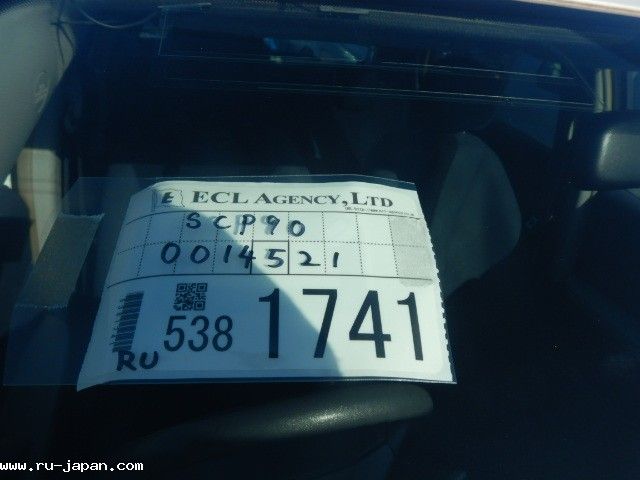 ECL AGENCY, LTD
SCP90
0014521
RU 538 1741
www.ru-japan.com